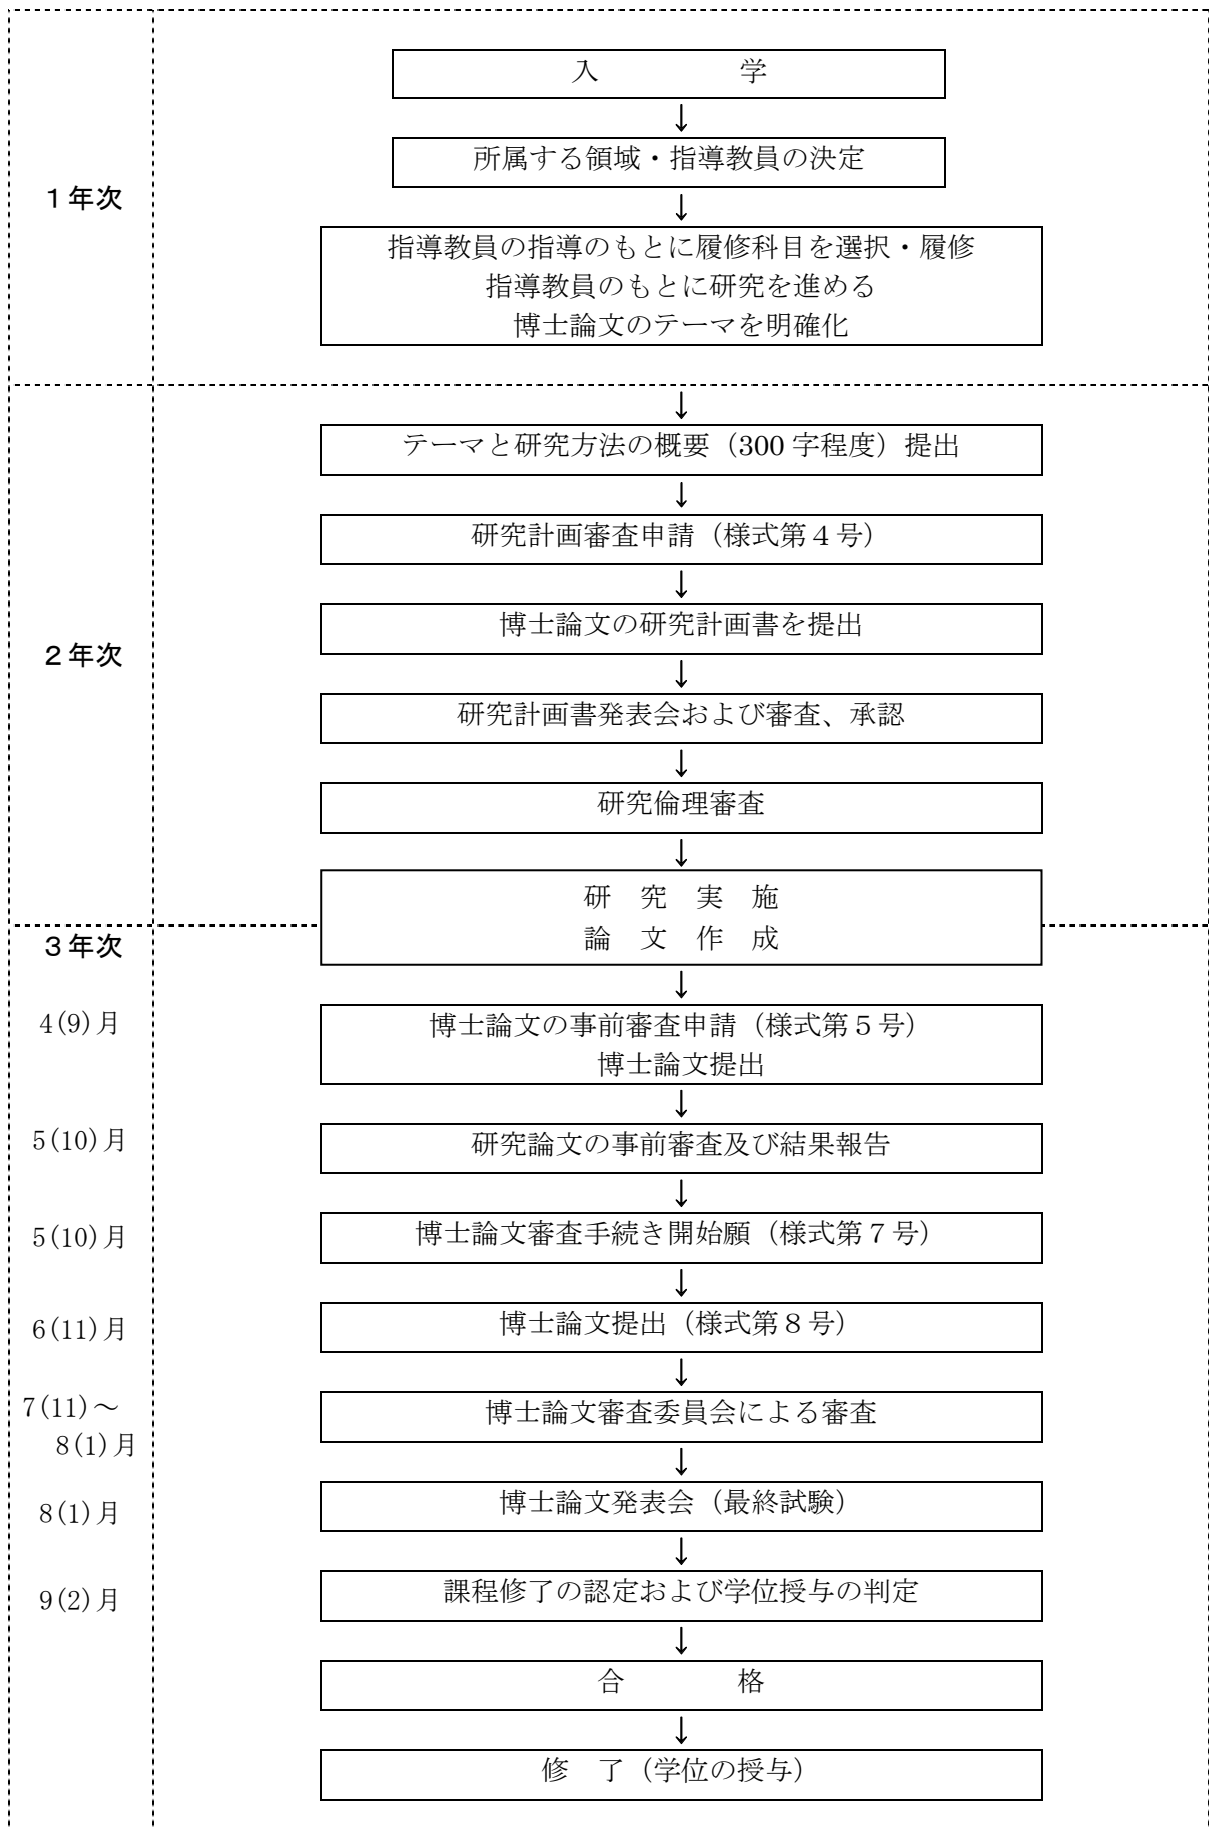 入　　　　　学
所属する領域・指導教員の決定
１年次
指導教員の指導のもとに履修科目を選択・履修
指導教員のもとに研究を進める
博士論文のテーマを明確化
テーマと研究方法の概要（300 字程度）提出
研究計画審査申請（様式第４号）
博士論文の研究計画書を提出
２年次
研究計画書発表会および審査、承認
研究倫理審査
研　究　実　施
論　文　作　成
３年次
4(9)月
博士論文の事前審査申請（様式第５号）
博士論文提出
5(10)月
研究論文の事前審査及び結果報告
5(10)月
博士論文審査手続き開始願（様式第７号）
6(11)月
博士論文提出（様式第８号）
7(11)～
8(1)月
博士論文審査委員会による審査
8(1)月
博士論文発表会（最終試験）
9(2)月
課程修了の認定および学位授与の判定
合　　　　格
修　了（学位の授与）